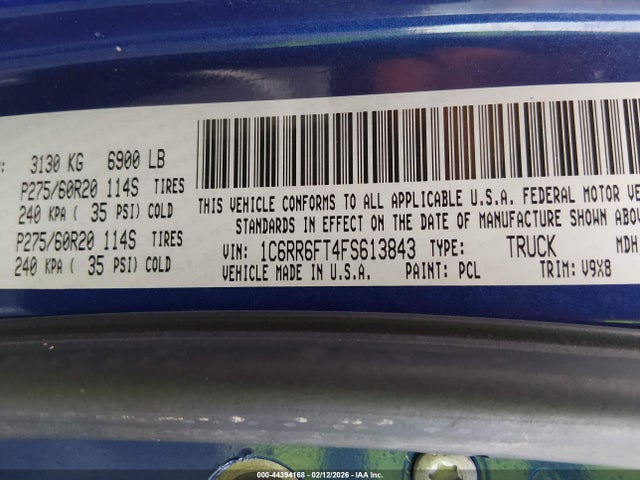 : 3130 KG 6900 LB
P275/60R20 114S TIRES
240 KPA ( 35 PSI) COLD
P275/60R20 114S TIRES
240 KPA ( 35 PSI) COLD
THIS VEHICLE CONFORMS TO ALL APPLICABLE U.S.A. FEDERAL MOTOR VE
STANDARDS IN EFFECT ON THE DATE OF MANUFACTURE SHOWN ABO
VIN: 1C6RR6FT4FS613843 TYPE: TRUCK MDH
VEHICLE MADE IN U.S.A. PAINT: PCL TRIM: V9X8
000-44394168 - 02/12/2026 - IAA Inc.